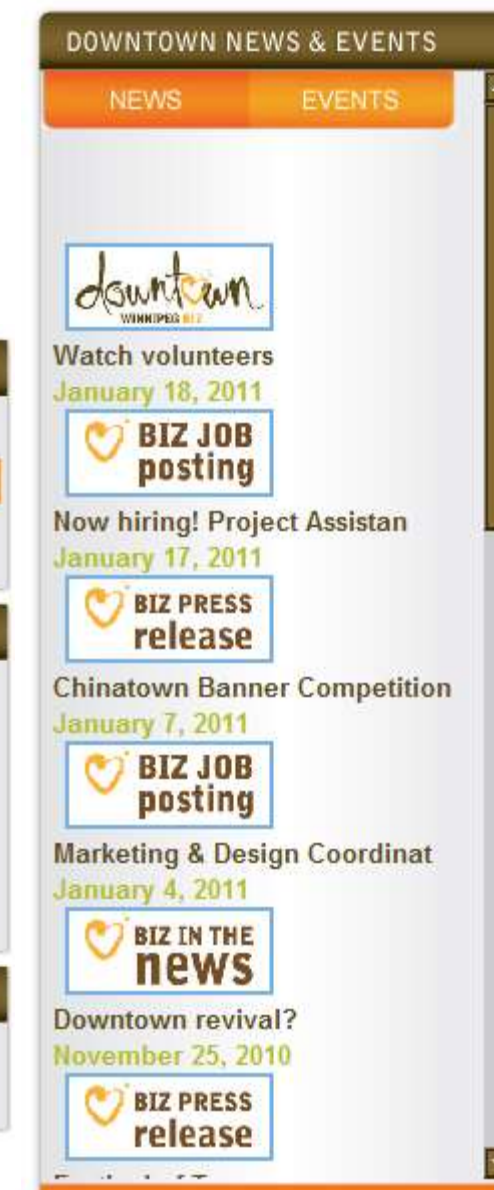 DOWNTOWN NEWS & EVENTS
NEWS EVENTS
downtown
WINNIPEG BIZ
Watch volunteers
January 18, 2011
BIZ JOB
posting
Now hiring! Project Assistan
January 17, 2011
BIZ PRESS
release
Chinatown Banner Competition
January 7, 2011
BIZ JOB
posting
Marketing & Design Coordinat
January 4, 2011
BIZ IN THE
news
Downtown revival?
November 25, 2010
BIZ PRESS
release